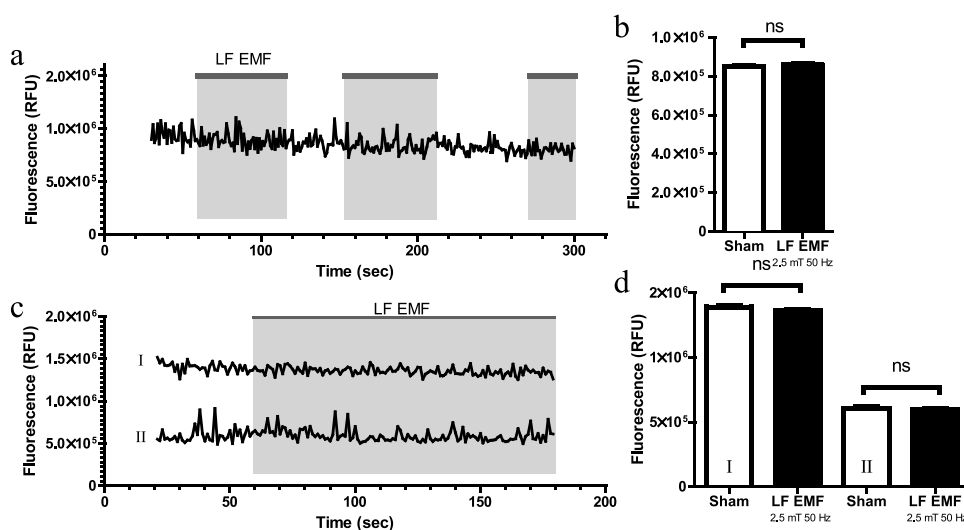 a
LF EMF
Fluorescence (RFU)
2.0×10⁶
1.0×10⁶
5.0×10⁵
0
0 100 200 300
Time (sec)
b
ns
Fluorescence (RFU)
1.0×10⁶
8.0×10⁵
6.0×10⁵
4.0×10⁵
2.0×10⁵
0
Sham LF EMF
2.5 mT 50 Hz
c
LF EMF
Fluorescence (RFU)
2.0×10⁶
1.5×10⁶
1.0×10⁶
5.0×10⁵
0
I
II
0 50 100 150 200
Time (sec)
d
ns
ns
Fluorescence (RFU)
2×10⁶
1×10⁶
5×10⁵
0
I II
Sham LF EMF Sham LF EMF
2.5 mT 50 Hz 2.5 mT 50 Hz